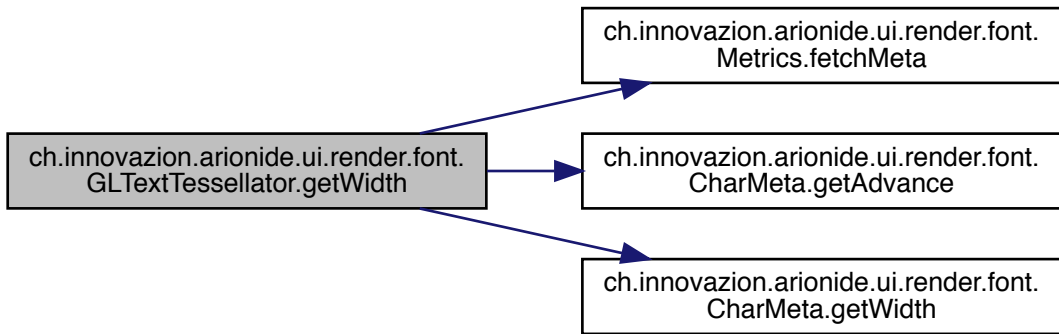 ch.innovazion.arionide.ui.render.font.
GLTextTessellator.getWidth
ch.innovazion.arionide.ui.render.font.
Metrics.fetchMeta
ch.innovazion.arionide.ui.render.font.
CharMeta.getAdvance
ch.innovazion.arionide.ui.render.font.
CharMeta.getWidth